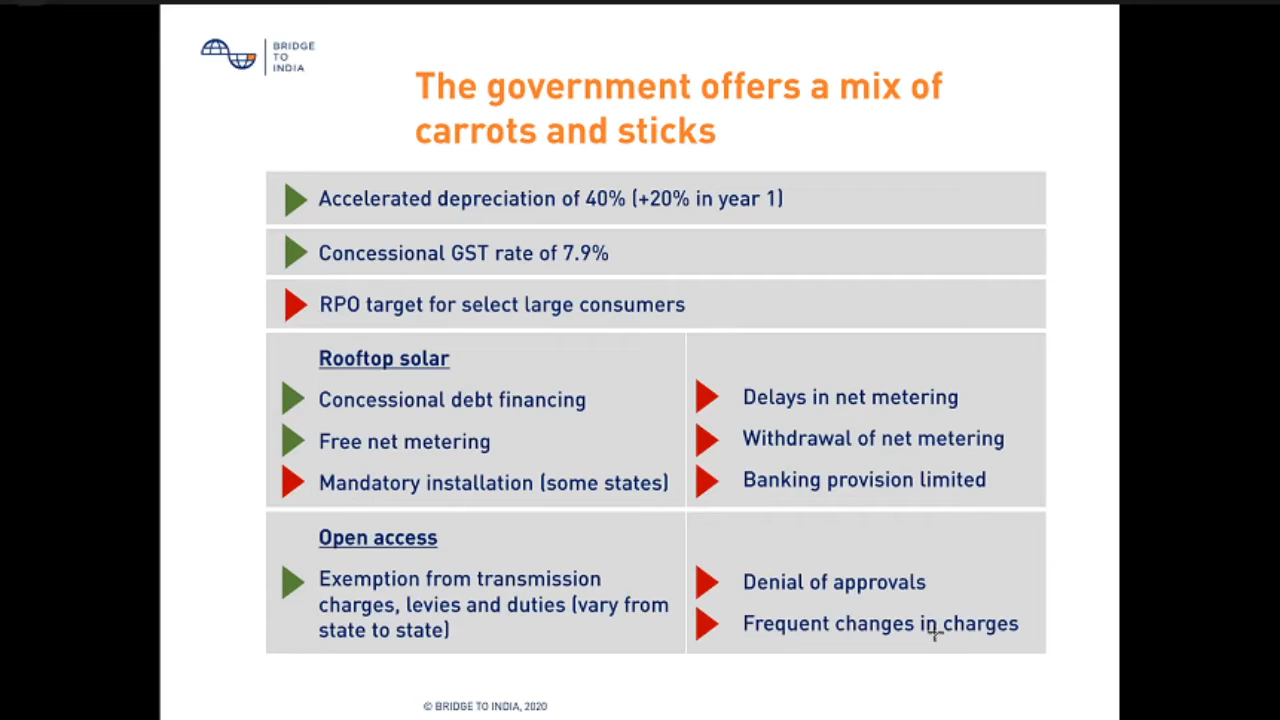 BRIDGE
TO
INDIA
The government offers a mix of
carrots and sticks
Accelerated depreciation of 40% (+20% in year 1)
Concessional GST rate of 7.9%
RPO target for select large consumers
Rooftop solar
Concessional debt financing
Free net metering
Mandatory installation (some states)
Delays in net metering
Withdrawal of net metering
Banking provision limited
Open access
Exemption from transmission
charges, levies and duties (vary from
state to state)
Denial of approvals
Frequent changes in charges
© BRIDGE TO INDIA, 2020